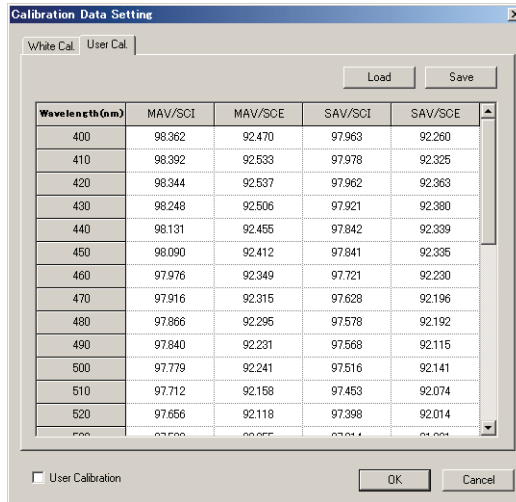 Calibration Data Setting
White Cal. User Cal.
Load Save
Wavelength(nm) MAV/SCI MAV/SCE SAV/SCI SAV/SCE
400 98.362 92.470 97.963 92.260
410 98.392 92.533 97.978 92.325
420 98.344 92.537 97.962 92.363
430 98.248 92.506 97.921 92.380
440 98.131 92.455 97.842 92.339
450 98.090 92.412 97.841 92.335
460 97.976 92.349 97.721 92.230
470 97.916 92.315 97.628 92.196
480 97.866 92.295 97.578 92.192
490 97.840 92.231 97.568 92.115
500 97.779 92.241 97.516 92.141
510 97.712 92.158 97.453 92.074
520 97.656 92.118 97.398 92.014
User Calibration OK Cancel